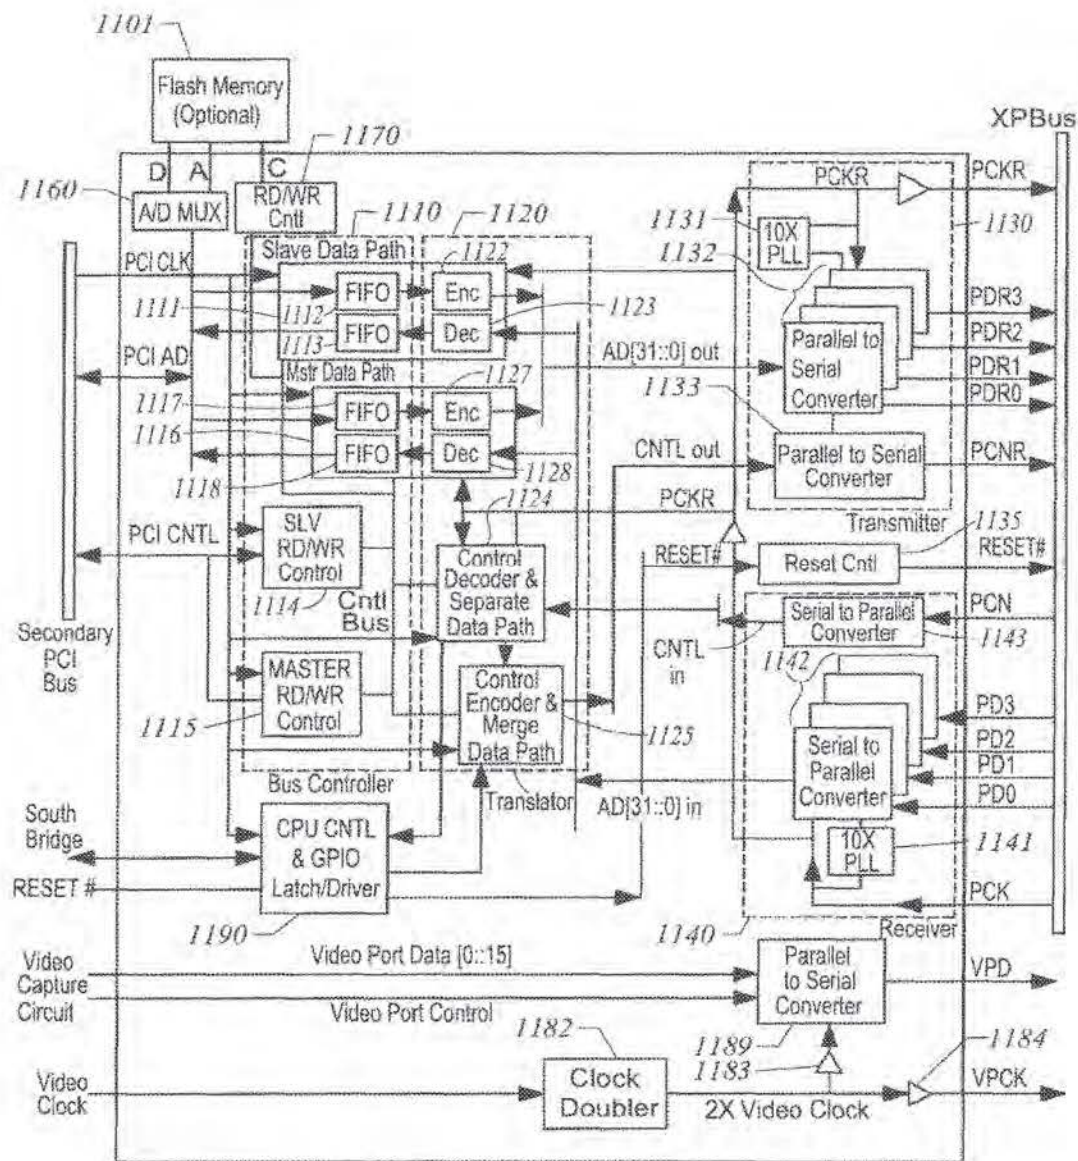 1101
Flash Memory
(Optional)
D
A
C
1170
XPBus
1160
A/D MUX
RD/WR
Cntl
1110
1120
PCKR
PCKR
1131
10X
PLL
1130
Slave Data Path
1122
1132
PCI CLK
FIFO
Enc
1111
1112
1123
FIFO
Dec
1113
PDR3
PDR2
PDR1
PDR0
PCI AD
AD[31::0] out
Parallel to
Serial
Converter
Mstr Data Path
1127
1133
1117
FIFO
Enc
1116
FIFO
Dec
1118
1128
CNTL out
Parallel to Serial
Converter
PCNR
1124
PCKR
Transmitter
PCI CNTL
SLV
RD/WR
Control
1114
1135
RESET#
Reset Cntl
RESET#
Control
Decoder &
Separate
Data Path
Cntl
Bus
Secondary
PCI
Bus
Serial to Parallel
Converter
PCN
1143
CNTL
in
1142
MASTER
RD/WR
Control
1115
Control
Encoder &
Merge
Data Path
1125
PD3
PD2
PD1
PD0
Serial to
Parallel
Converter
Bus Controller
Translator
AD[31::0] in
South
Bridge
CPU CNTL
& GPIO
Latch/Driver
10X
PLL
1141
RESET #
PCK
1190
1140
Receiver
Video
Capture
Circuit
Video Port Data [0::15]
Parallel
to Serial
Converter
VPD
Video Port Control
1182
1189
1183
1184
Video
Clock
Clock
Doubler
2X Video Clock
VPCK